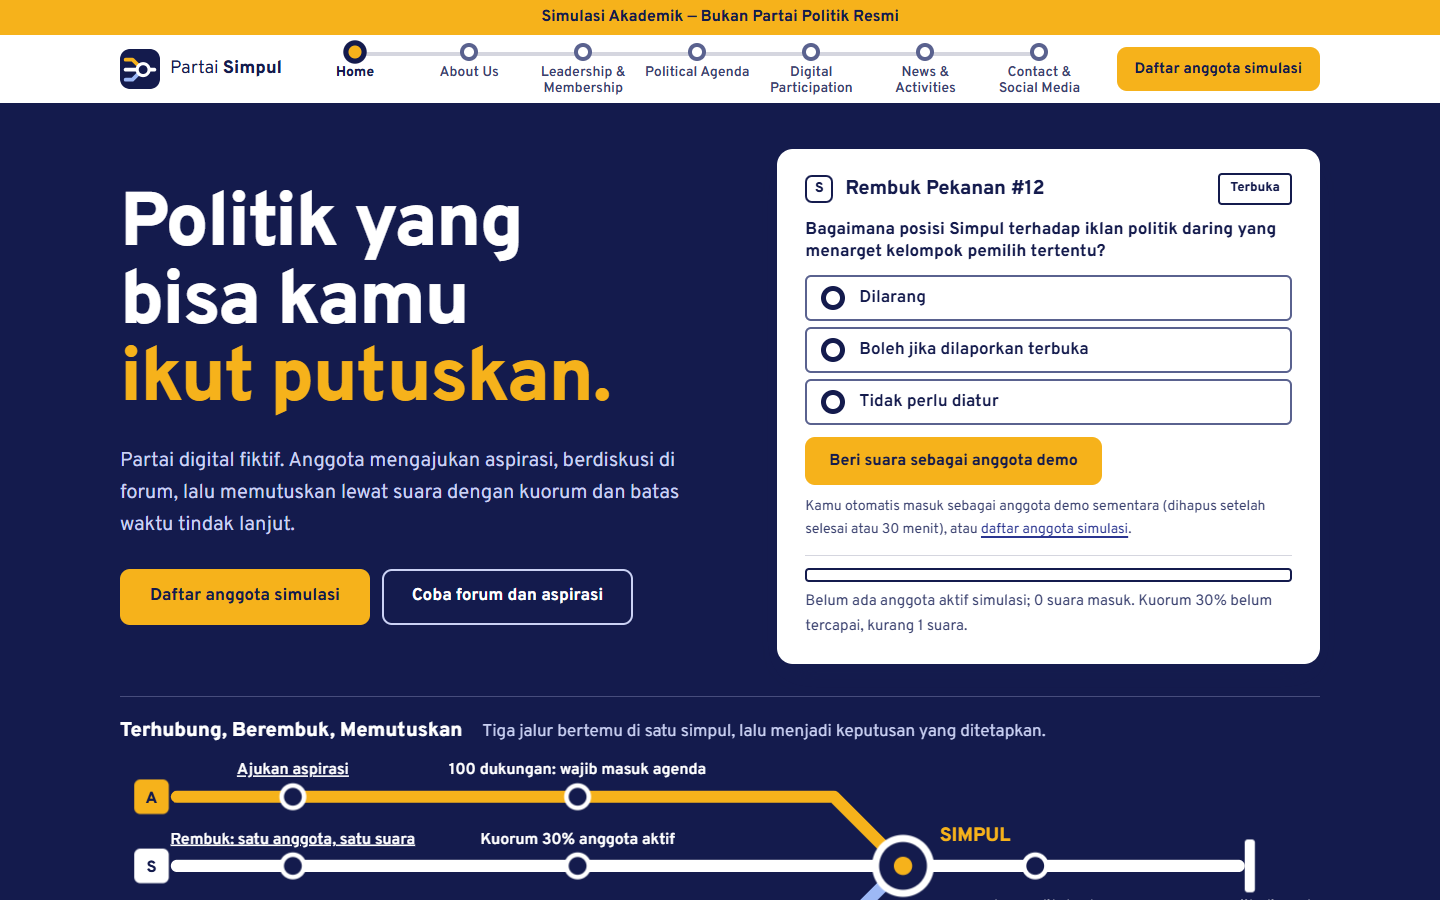 Simulasi Akademik — Bukan Partai Politik Resmi
Partai Simpul
Home
About Us
Leadership &
Membership
Political Agenda
Digital
Participation
News &
Activities
Contact &
Social Media
Daftar anggota simulasi
Politik yang
bisa kamu
ikut putuskan.
Partai digital fiktif. Anggota mengajukan aspirasi, berdiskusi di
forum, lalu memutuskan lewat suara dengan kuorum dan batas
waktu tindak lanjut.
Daftar anggota simulasi
Coba forum dan aspirasi
S
Rembuk Pekanan #12
Terbuka
Bagaimana posisi Simpul terhadap iklan politik daring yang
menarget kelompok pemilih tertentu?
Dilarang
Boleh jika dilaporkan terbuka
Tidak perlu diatur
Beri suara sebagai anggota demo
Kamu otomatis masuk sebagai anggota demo sementara (dihapus setelah
selesai atau 30 menit), atau daftar anggota simulasi.
Belum ada anggota aktif simulasi; 0 suara masuk. Kuorum 30% belum
tercapai, kurang 1 suara.
Terhubung, Berembuk, Memutuskan
Tiga jalur bertemu di satu simpul, lalu menjadi keputusan yang ditetapkan.
Ajukan aspirasi
100 dukungan: wajib masuk agenda
A
Rembuk: satu anggota, satu suara
Kuorum 30% anggota aktif
SIMPUL
S